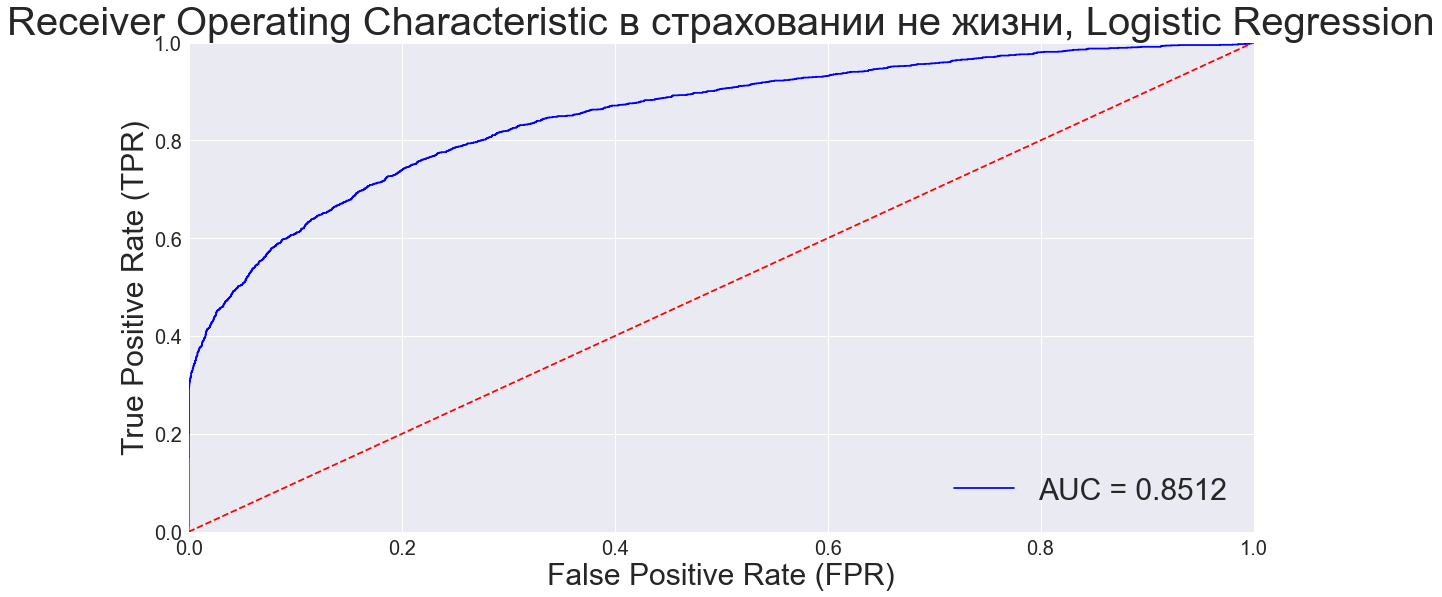 Receiver Operating Characteristic в страховании не жизни, Logistic Regression
1.0
0.8
0.6
0.4
0.2
0.0
True Positive Rate (TPR)
AUC = 0.8512
0.0 0.2 0.4 0.6 0.8 1.0
False Positive Rate (FPR)